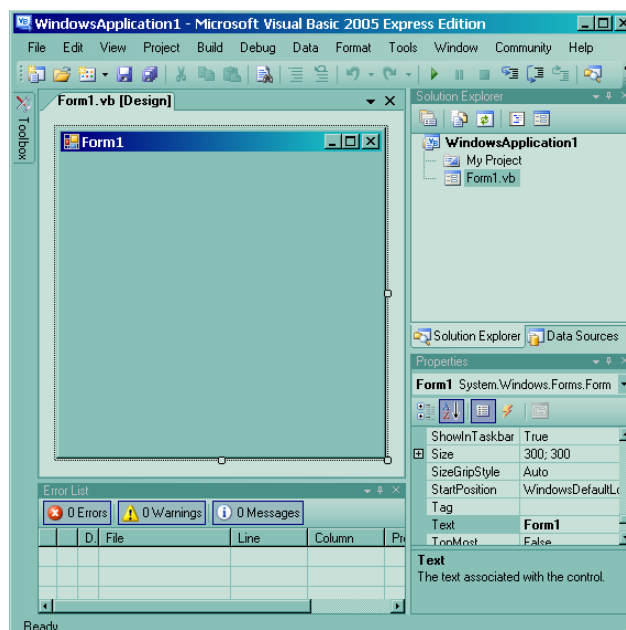 WindowsApplication1 - Microsoft Visual Basic 2005 Express Edition
File Edit View Project Build Debug Data Format Tools Window Community Help
Toolbox
Form1.vb [Design]
Form1
Solution Explorer
WindowsApplication1
My Project
Form1.vb
Solution Explorer Data Sources
Properties
Form1 System.Windows.Forms.Form
ShowInTaskbar True
Size 300; 300
SizeGripStyle Auto
StartPosition WindowsDefaultLo
Tag
Text Form1
TopMost False
Text
The text associated with the control.
Error List
0 Errors 0 Warnings 0 Messages
D. File Line Column Pr
Ready